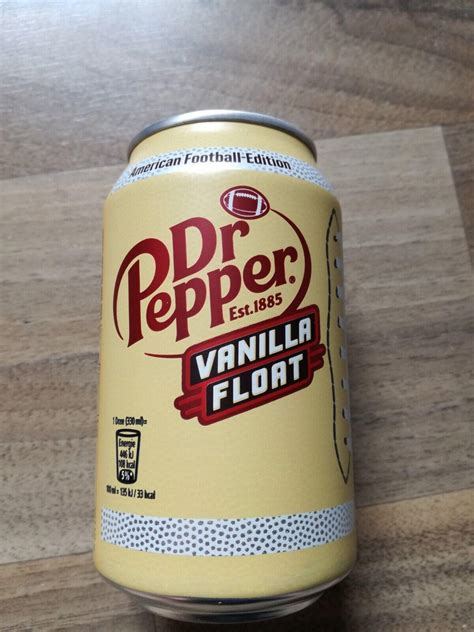 American Football-Edition
Dr
Pepper®
Est.1885
VANILLA
FLOAT
1 Dose (330 ml)=
Energie
446 kJ
108 kcal
5%*
100 ml = 135 kJ / 33 kcal